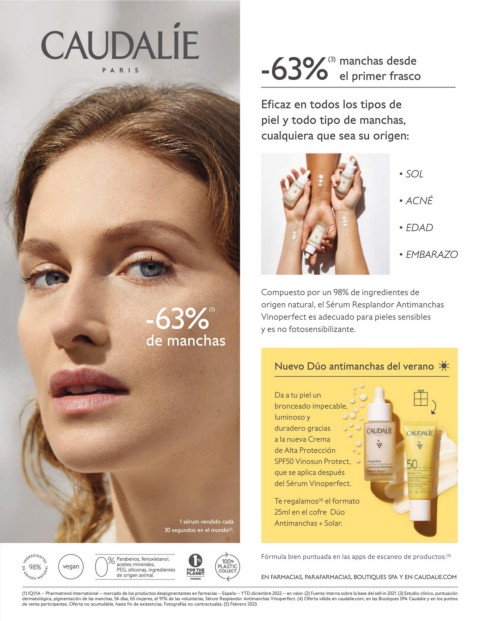 CAUDALÍE
PARIS
-63%(1)
de manchas
1 sérum vendido cada
30 segundos en el mundo(2).
-63%(3) manchas desde
el primer frasco
Eficaz en todos los tipos de
piel y todo tipo de manchas,
cualquiera que sea su origen:
• SOL
• ACNÉ
• EDAD
• EMBARAZO
Compuesto por un 98% de ingredientes de
origen natural, el Sérum Resplandor Antimanchas
Vinoperfect es adecuado para pieles sensibles
y es no fotosensibilizante.
Nuevo Dúo antimanchas del verano
Da a tu piel un
bronceado impecable,
luminoso y
duradero gracias
a la nueva Crema
de Alta Protección
SPF50 Vinosun Protect,
que se aplica después
del Sérum Vinoperfect.
Te regalamos(4) el formato
25ml en el cofre Dúo
Antimanchas + Solar.
CAUDALÍE
CAUDALÍE
50
98%
vegan
0%
Parabenos, fenoxietanol,
aceites minerales,
PEG, siliconas, ingredientes
de origen animal.
1
FOR THE
PLANET
100%
PLASTIC
COLLECT
Fórmula bien puntuada en las apps de escaneo de productos.(5)
EN FARMACIAS, PARAFARMACIAS, BOUTIQUES SPA Y EN CAUDALIE.COM
(1) IQVIA – Pharmatrend International – mercado de los productos despigmentantes en farmacias – España – YTD diciembre 2022 – en valor. (2) Fuente interna sobre la base del sell in 2021. (3) Estudio clínico, puntuación
dermatológica, pigmentación de las manchas, 56 días, 65 mujeres, el 91% de las voluntarias, Sérum Resplandor Antimanchas Vinoperfect. (4) Oferta válida en caudalie.com, en las Boutiques SPA Caudalie y en los puntos
de venta participantes. Oferta no acumulable, hasta fin de existencias. Fotografías no contractuales. (5) Febrero 2023.